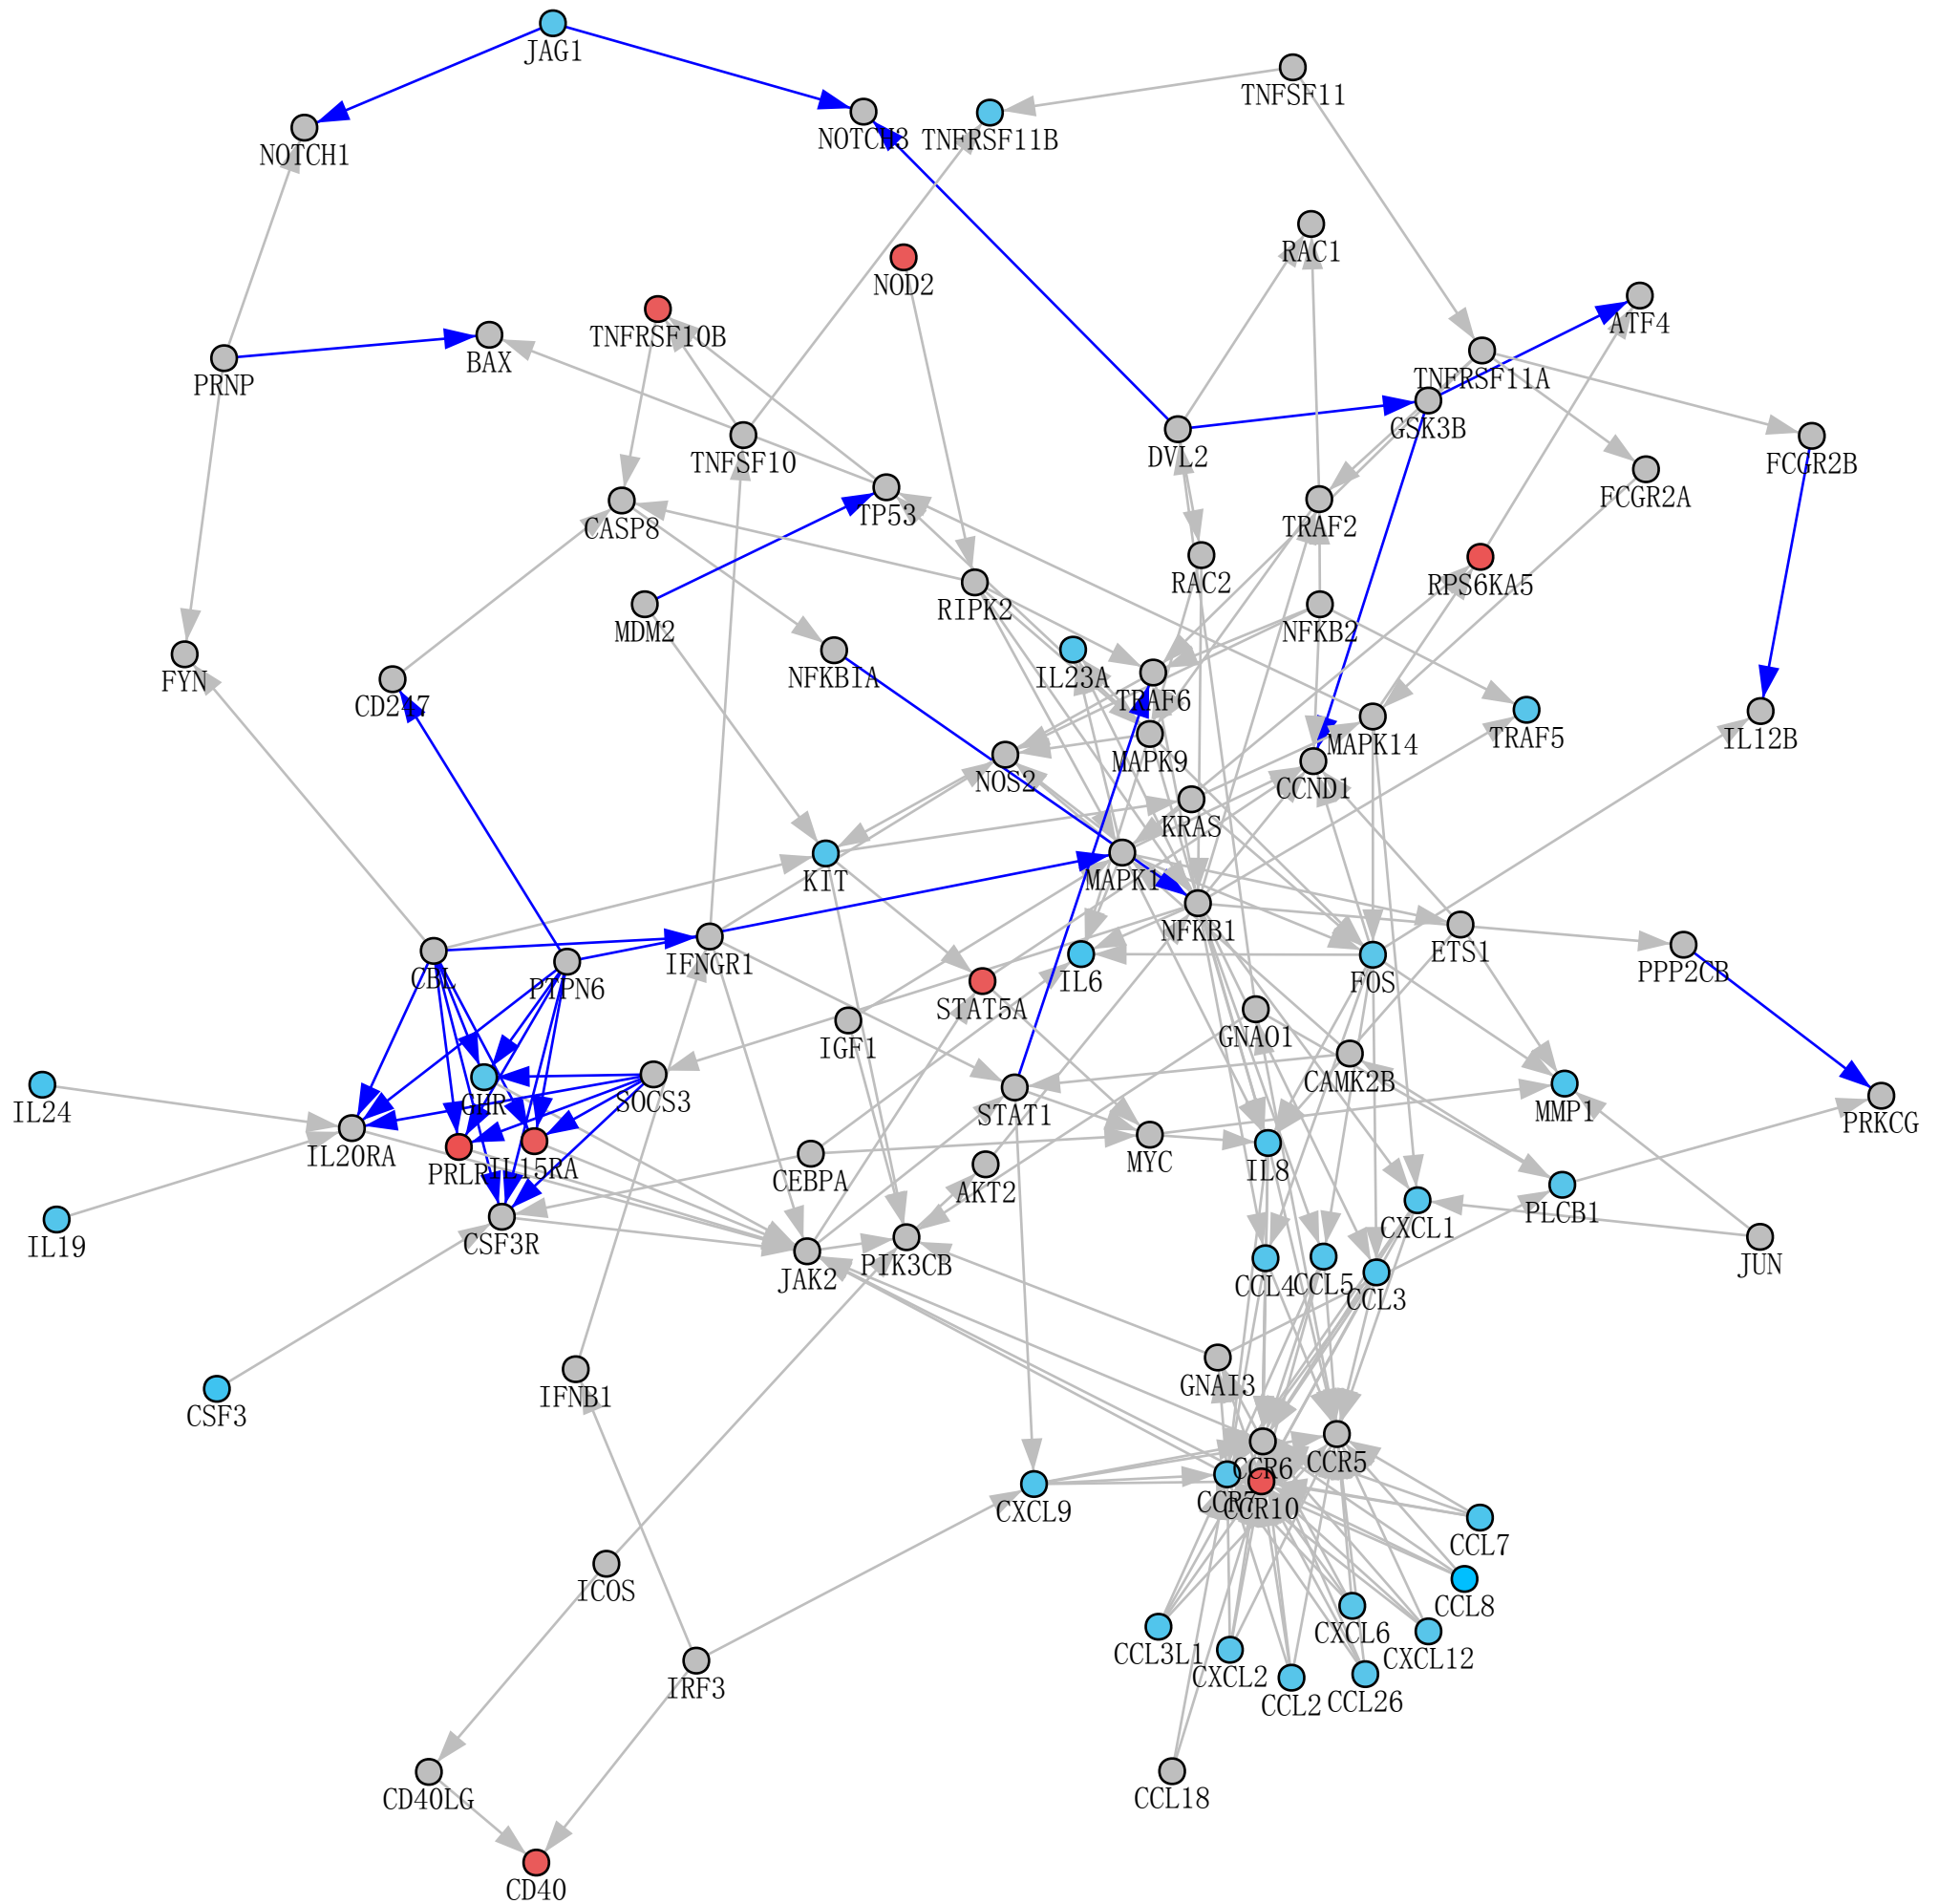 JAG1
TNFSF11
NOTCH1
NOTCH3
TNFRSF11B
RAC1
NOD2
ATF4
TNFRSF10B
BAX
PRNP
TNFRSF11A
GSK3B
TNFSF10
DVL2
FCGR2B
FCGR2A
CASP8
TP53
TRAF2
RAC2
RPS6KA5
RIPK2
MDM2
NFKB2
FYN
CD247
NFKBIA
IL23A
TRAF6
TRAF5
IL12B
MAPK14
MAPK9
NOS2
CCND1
KRAS
KIT
MAPK1
NFKB1
ETS1
CBL
PTPN6
IFNGR1
IL6
FOS
PPP2CB
STAT5A
IGF1
GNAO1
CAMK2B
IL24
GHR
SOCS3
STAT1
MMP1
PRKCG
IL20RA
PRLR
IL15RA
CEBPA
AKT2
MYC
IL8
PLCB1
CXCL1
IL19
CSF3R
JAK2
PIK3CB
CCL4
CCL5
CCL3
JUN
IFNB1
GNAI3
CSF3
CCR6
CCR5
CXCL9
CCR7
CCR10
CCL7
ICOS
CCL8
CXCL6
CXCL12
CCL3L1
CXCL2
CCL2
CCL26
IRF3
CD40LG
CCL18
CD40